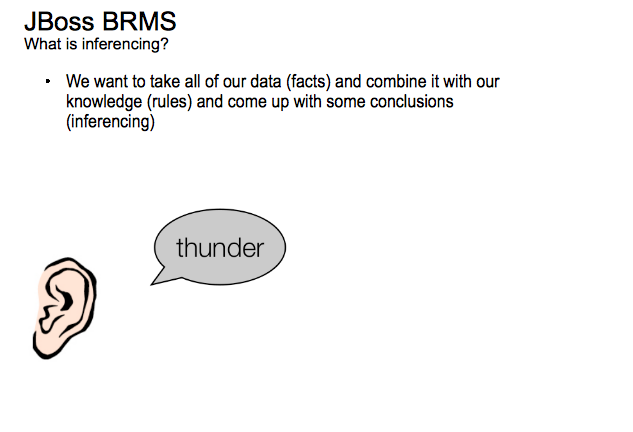 JBoss BRMS
What is inferencing?
• We want to take all of our data (facts) and combine it with our
knowledge (rules) and come up with some conclusions
(inferencing)
thunder